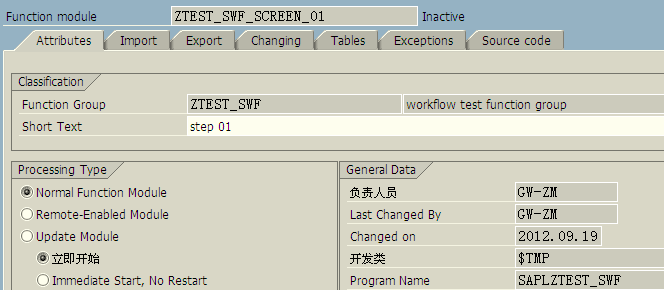 Function module ZTEST_SWF_SCREEN_01 Inactive
Attributes Import Export Changing Tables Exceptions Source code
Classification
Function Group ZTEST_SWF workflow test function group
Short Text step 01
Processing Type
Normal Function Module
Remote-Enabled Module
Update Module
立即开始
Immediate Start, No Restart
General Data
负责人员 GW-ZM
Last Changed By GW-ZM
Changed on 2012.09.19
开发类 $TMP
Program Name SAPLZTEST_SWF